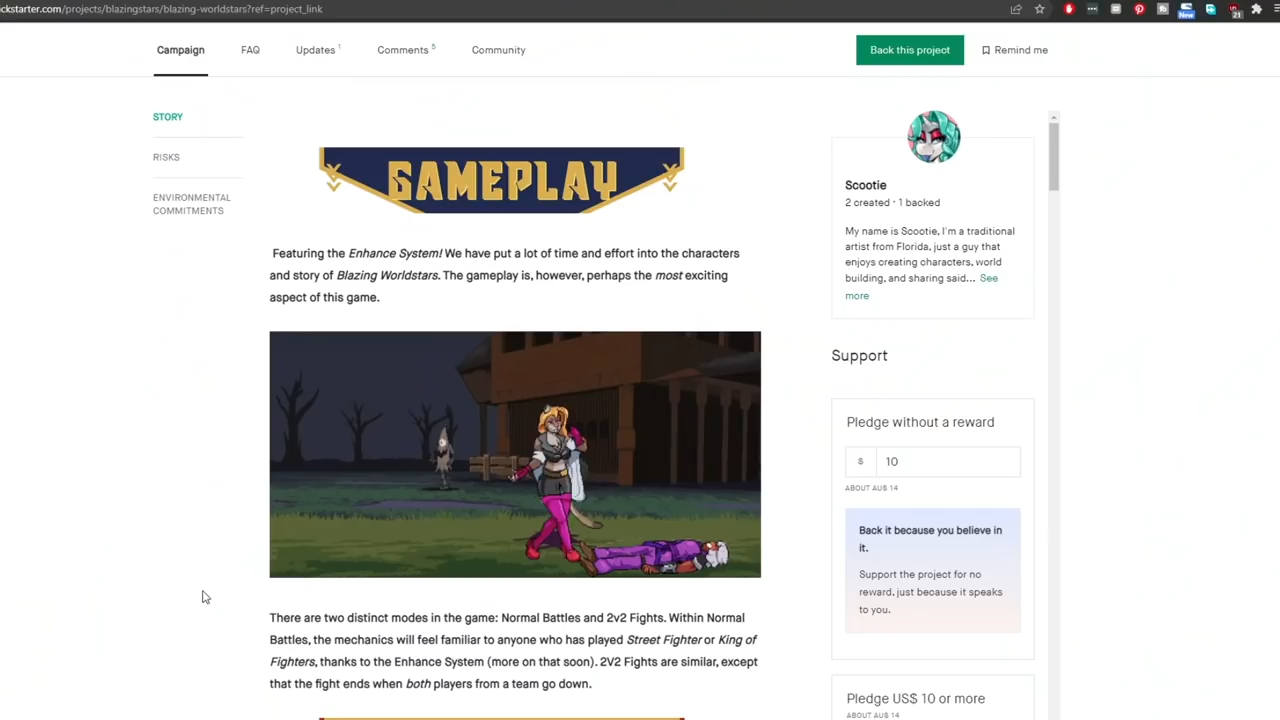 ickstarter.com/projects/blazingstars/blazing-worldstars?ref=project_link
New
21
Campaign
FAQ
Updates 1
Comments 5
Community
Back this project
Remind me
STORY
RISKS
ENVIRONMENTAL
COMMITMENTS
GAMEPLAY
Featuring the Enhance System! We have put a lot of time and effort into the characters
and story of Blazing Worldstars. The gameplay is, however, perhaps the most exciting
aspect of this game.
There are two distinct modes in the game: Normal Battles and 2v2 Fights. Within Normal
Battles, the mechanics will feel familiar to anyone who has played Street Fighter or King of
Fighters, thanks to the Enhance System (more on that soon). 2V2 Fights are similar, except
that the fight ends when both players from a team go down.
Scootie
2 created · 1 backed
My name is Scootie, I'm a traditional
artist from Florida, just a guy that
enjoys creating characters, world
building, and sharing said... See
more
Support
Pledge without a reward
$ 10
ABOUT AU$ 14
Back it because you believe in
it.
Support the project for no
reward, just because it speaks
to you.
Pledge US$ 10 or more
ABOUT AU$ 14